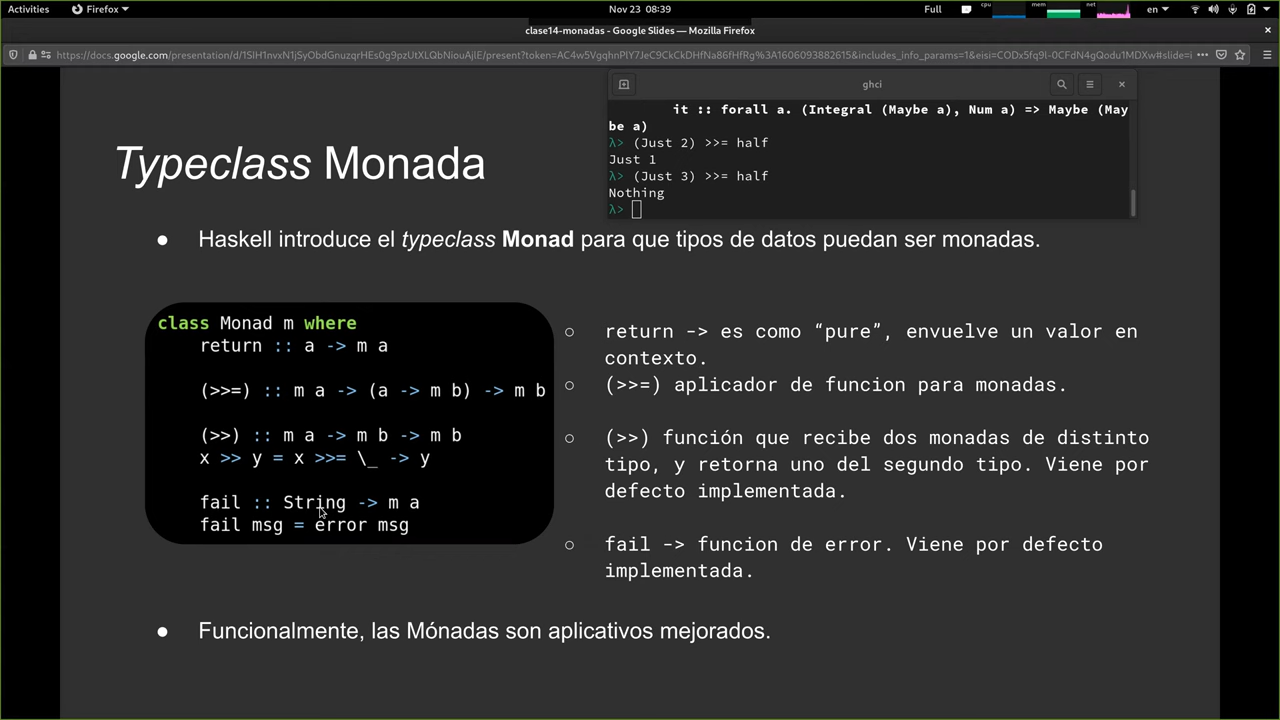 Activities
Firefox
Nov 23 08:39
Full
cpu
mem
net
en
clase14-monadas - Google Slides — Mozilla Firefox
ghci
it :: forall a. (Integral (Maybe a), Num a) => Maybe (May
be a)
λ> (Just 2) >>= half
Just 1
λ> (Just 3) >>= half
Nothing
λ>
Typeclass Monada
● Haskell introduce el typeclass Monad para que tipos de datos puedan ser monadas.
class Monad m where
return :: a -> m a
(>>=) :: m a -> (a -> m b) -> m b
(>>) :: m a -> m b -> m b
x >> y = x >>= \_ -> y
fail :: String -> m a
fail msg = error msg
○ return -> es como “pure”, envuelve un valor en
contexto.
○ (>>=) aplicador de funcion para monadas.
○ (>>) función que recibe dos monadas de distinto
tipo, y retorna uno del segundo tipo. Viene por
defecto implementada.
○ fail -> funcion de error. Viene por defecto
implementada.
● Funcionalmente, las Mónadas son aplicativos mejorados.